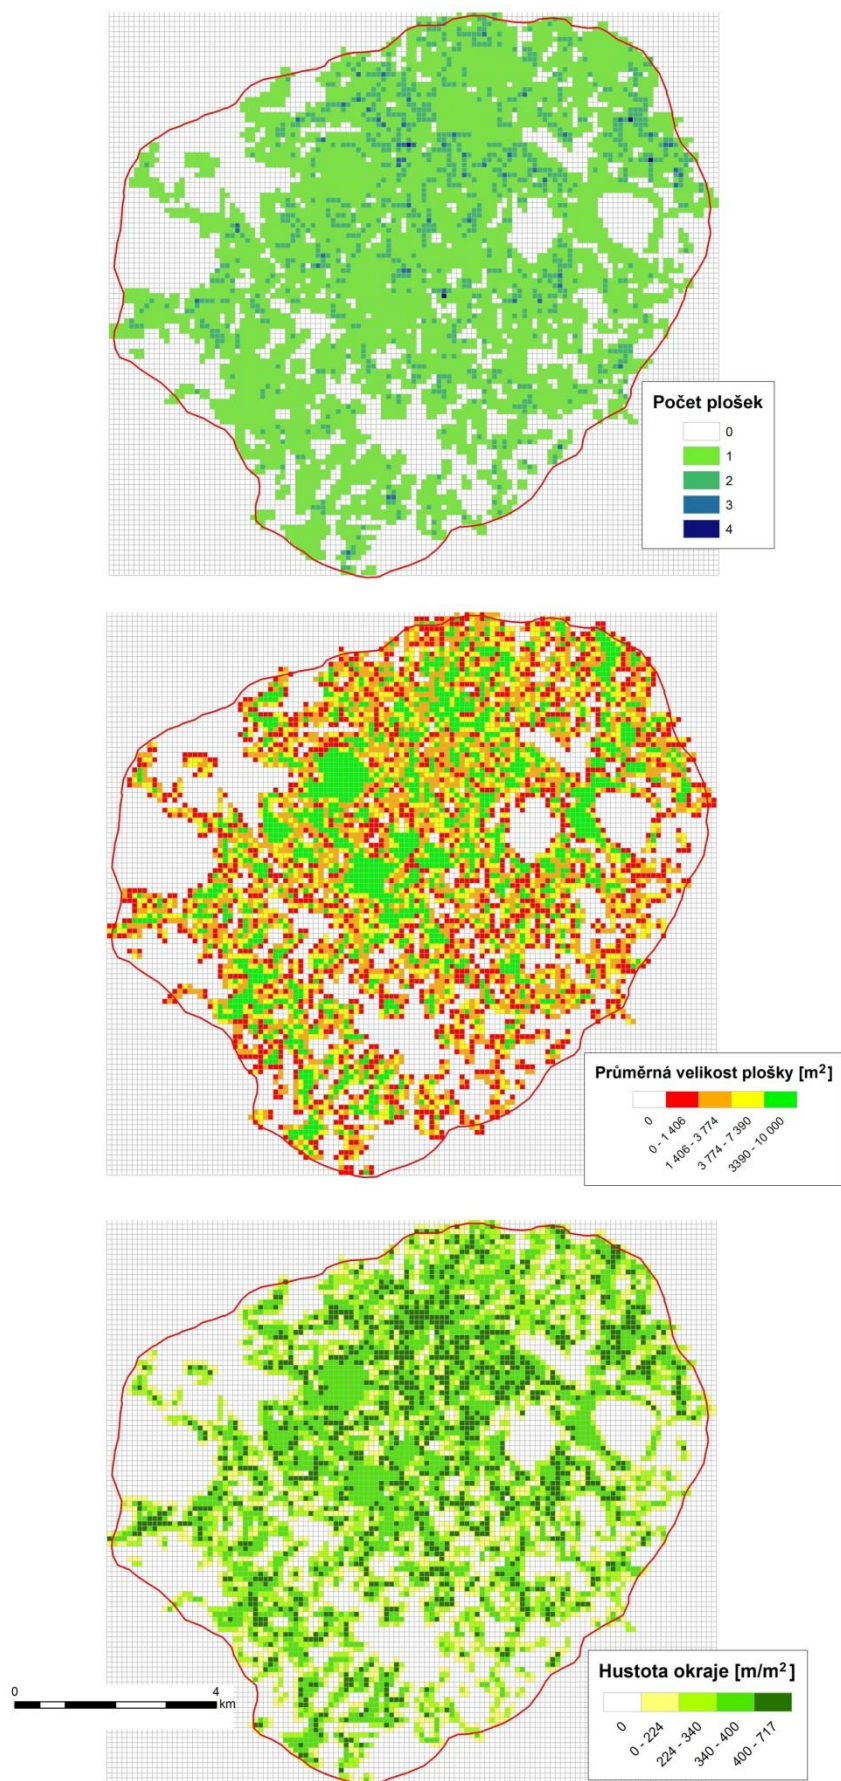 Počet plošek
0
1
2
3
4
Průměrná velikost plošky [m²]
0
0 - 1 406
1 406 - 3 774
3 774 - 7 390
3390 - 10 000
Hustota okraje [m/m²]
0
0 - 224
224 - 340
340 - 400
400 - 717
0 4
km